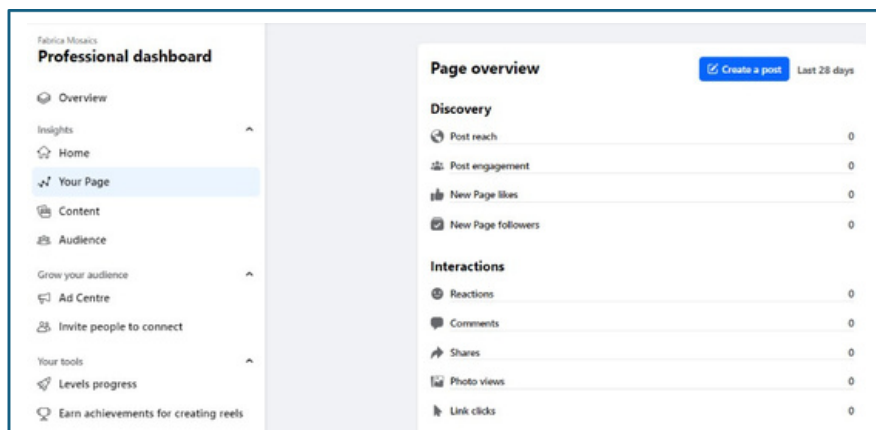 Fabrica Mosaics
Professional dashboard
Overview
Insights
Home
Your Page
Content
Audience
Grow your audience
Ad Centre
Invite people to connect
Your tools
Levels progress
Earn achievements for creating reels
Page overview
Create a post Last 28 days
Discovery
Post reach 0
Post engagement 0
New Page likes 0
New Page followers 0
Interactions
Reactions 0
Comments 0
Shares 0
Photo views 0
Link clicks 0